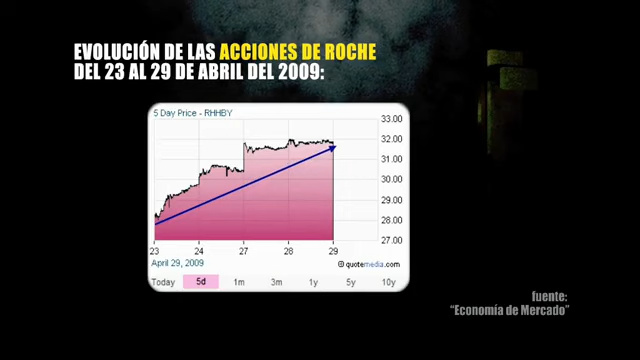 EVOLUCIÓN DE LAS ACCIONES DE ROCHE
DEL 23 AL 29 DE ABRIL DEL 2009:
5 Day Price - RHHBY
33.00
32.00
31.00
30.00
29.00
28.00
27.00
23 24 27 28 29
April 29, 2009
quotemedia.com
Today 5d 1m 3m 1y 5y 10y
fuente:
“Economía de Mercado”